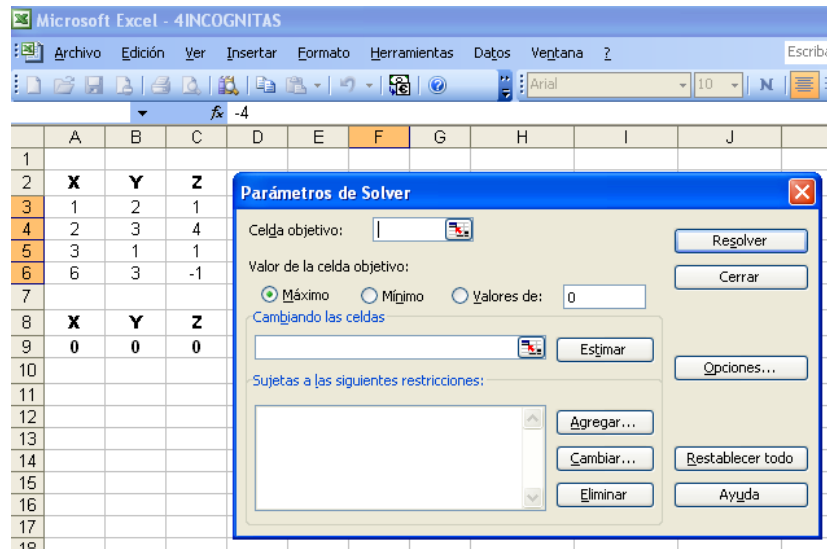 Microsoft Excel - 4INCOGNITAS
Archivo Edición Ver Insertar Formato Herramientas Datos Ventana ? Escriba
Arial 10 N
fx -4
A B C D E F G H I J
1
2 X Y Z
3 1 2 1
4 2 3 4
5 3 1 1
6 6 3 -1
7
8 X Y Z
9 0 0 0
10
11
12
13
14
15
16
17
18
Parámetros de Solver
Celda objetivo:
Resolver
Valor de la celda objetivo:
Cerrar
Máximo Mínimo Valores de: 0
Cambiando las celdas
Estimar
Opciones...
Sujetas a las siguientes restricciones:
Agregar...
Cambiar... Restablecer todo
Eliminar Ayuda